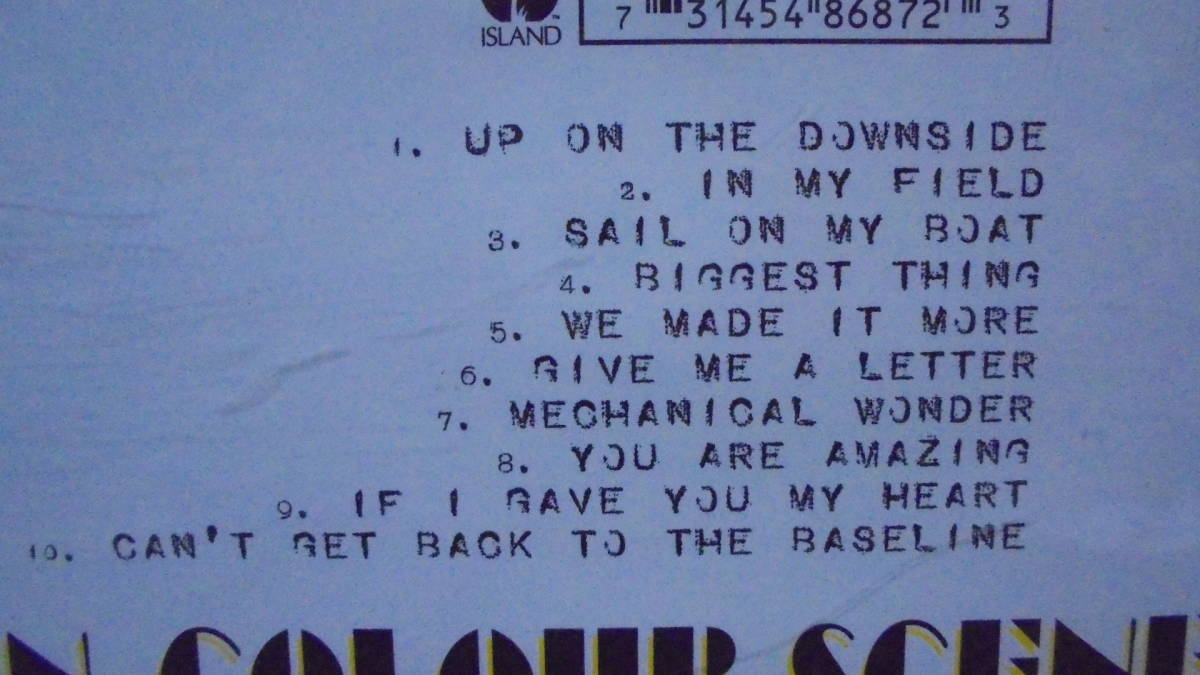 ISLAND
7 31454 86872 3
1. UP ON THE DOWNSIDE
2. IN MY FIELD
3. SAIL ON MY BOAT
4. BIGGEST THING
5. WE MADE IT MORE
6. GIVE ME A LETTER
7. MECHANICAL WONDER
8. YOU ARE AMAZING
9. IF I GAVE YOU MY HEART
10. CAN'T GET BACK TO THE BASELINE
N COLOUR SCENE